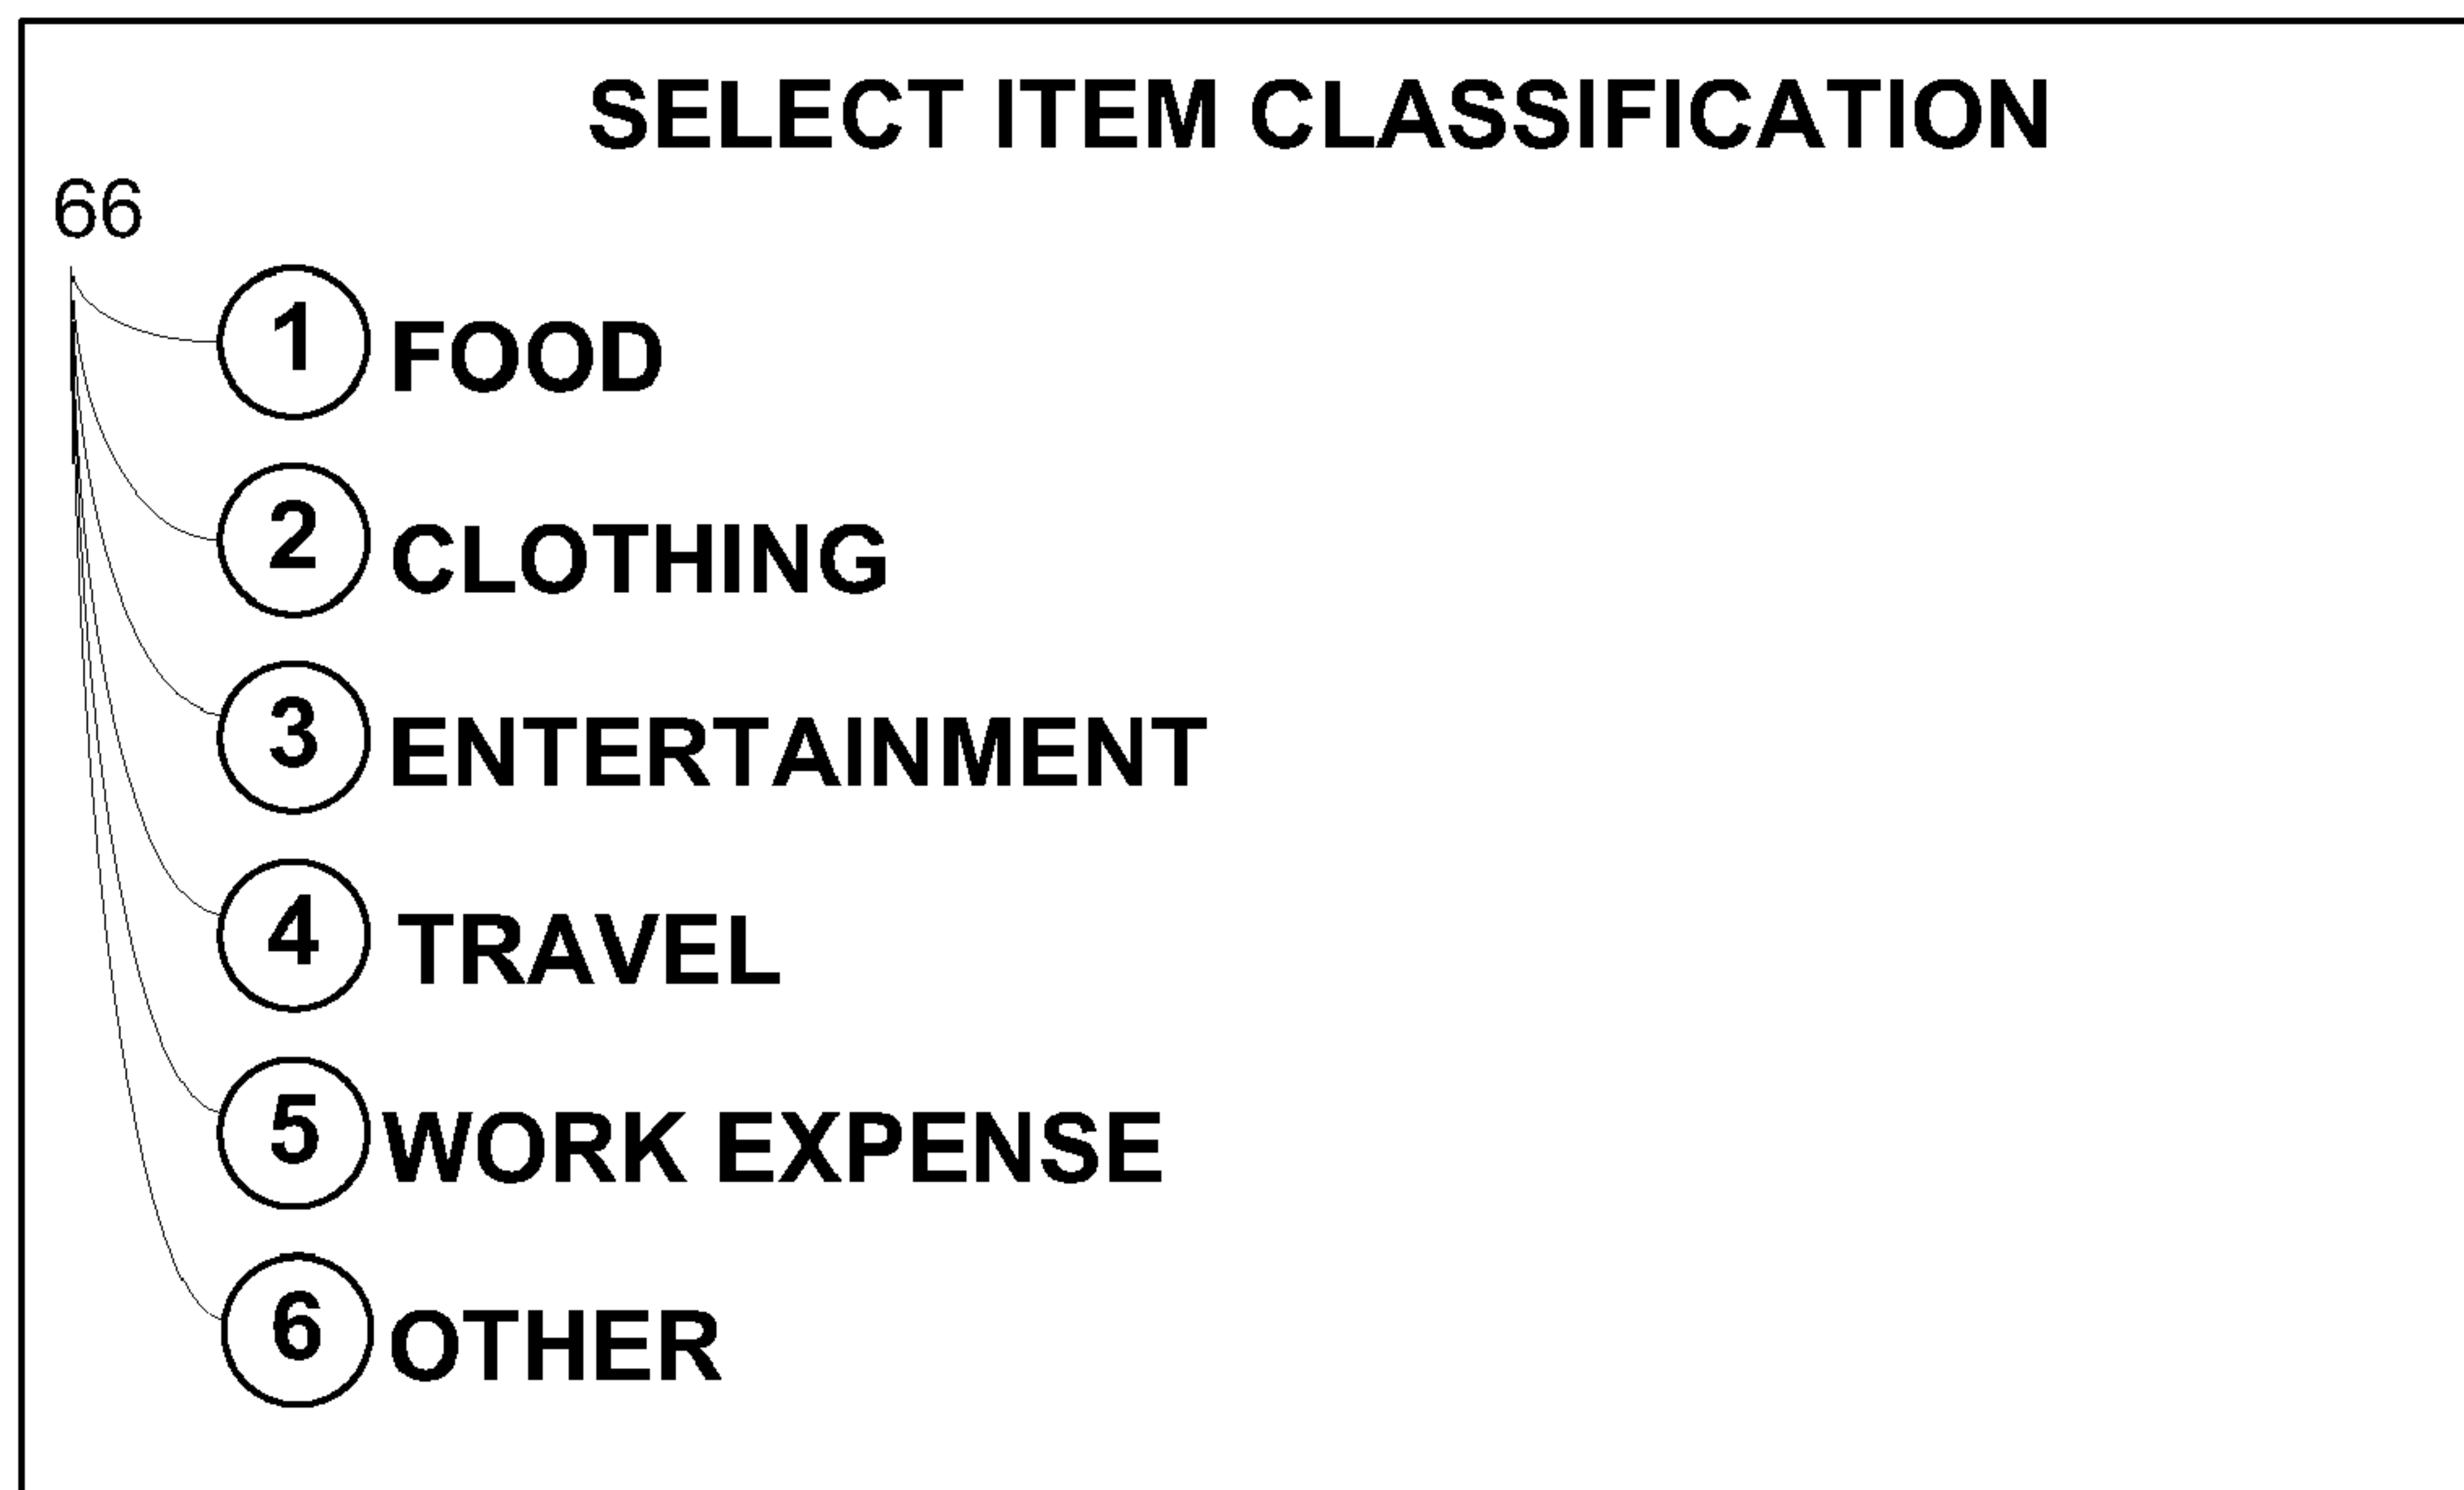 SELECT ITEM CLASSIFICATION
66
1 FOOD
2 CLOTHING
3 ENTERTAINMENT
4 TRAVEL
5 WORK EXPENSE
6 OTHER